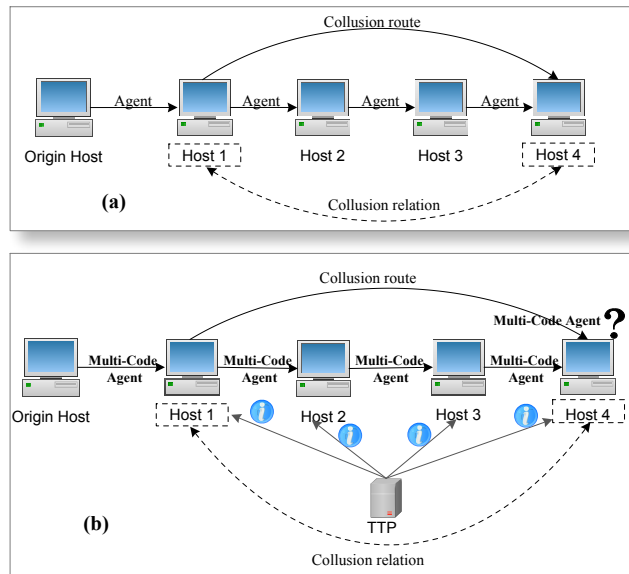 Collusion route
Agent Agent Agent Agent
Origin Host
Host 1 Host 2 Host 3 Host 4
Collusion relation
(a)
Collusion route
Multi-Code Agent ?
Multi-Code Agent
Multi-Code Agent
Multi-Code Agent
Multi-Code Agent
Origin Host
Host 1 Host 2 Host 3 Host 4
i i i i
TTP
(b)
Collusion relation